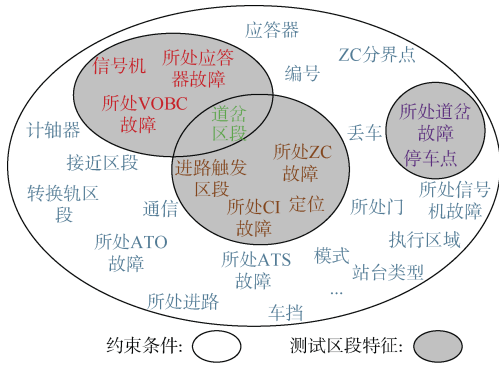 应答器
ZC分界点
信号机
所处应答
器故障
编号
所处VOBC
故障
道岔
区段
所处道岔
故障
停车点
计轴器
丢车
接近区段
进路触发
区段
所处ZC
故障
转换轨区
段
通信
所处CI
故障
定位
所处门
所处信号
机故障
所处ATO
故障
所处ATS
故障
模式
执行区域
站台类型
...
所处进路
车挡
约束条件:
测试区段特征: